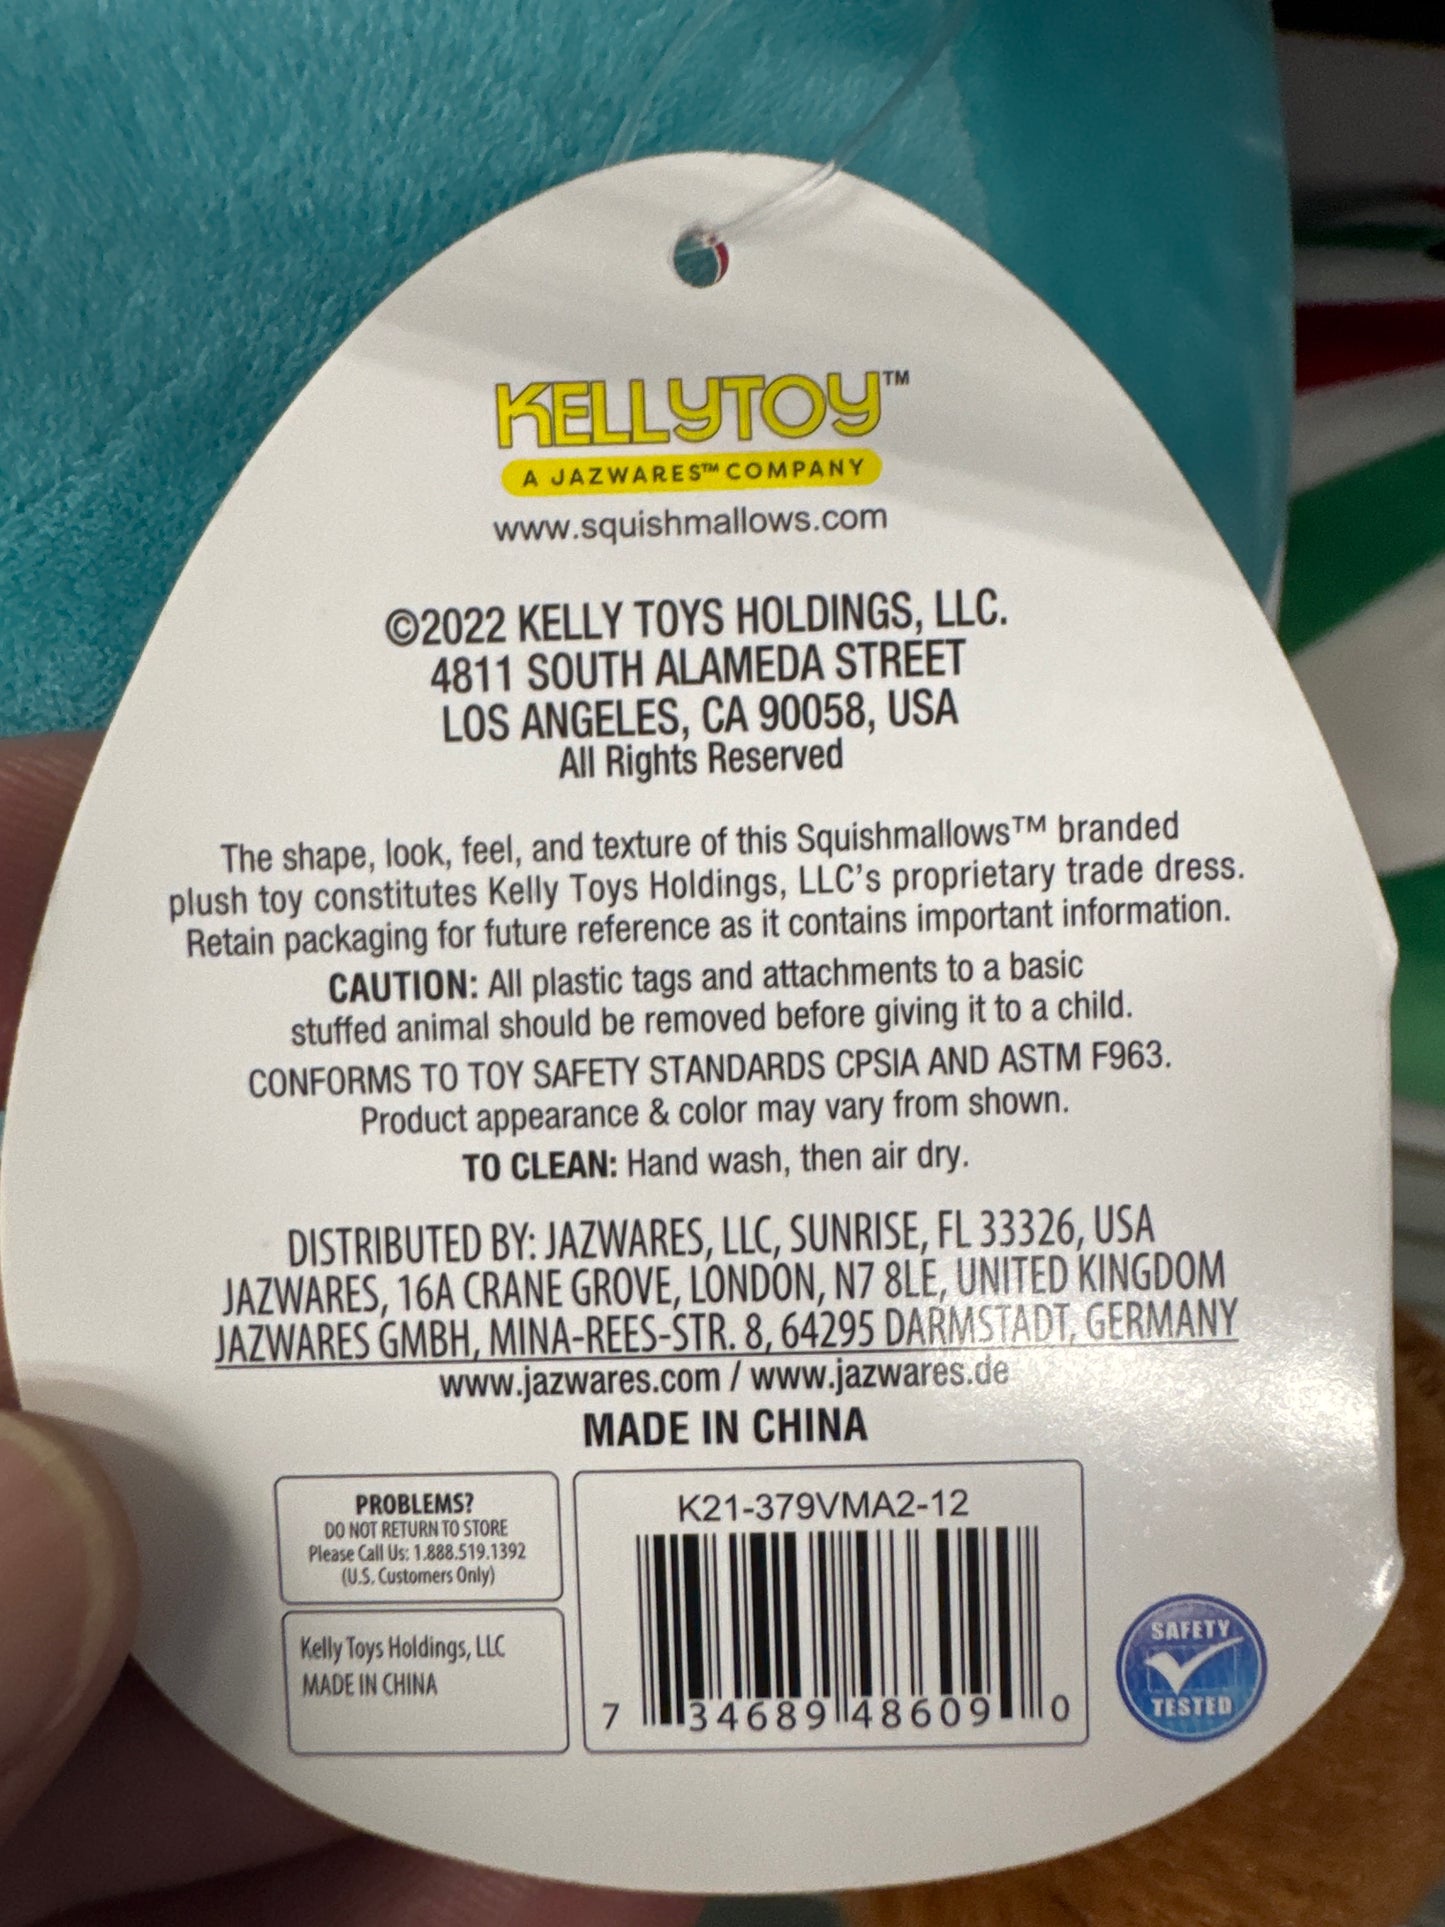 KELLYTOY™
A JAZWARES™ COMPANY
www.squishmallows.com
©2022 KELLY TOYS HOLDINGS, LLC.
4811 SOUTH ALAMEDA STREET
LOS ANGELES, CA 90058, USA
All Rights Reserved
The shape, look, feel, and texture of this Squishmallows™ branded
plush toy constitutes Kelly Toys Holdings, LLC’s proprietary trade dress.
Retain packaging for future reference as it contains important information.
CAUTION: All plastic tags and attachments to a basic
stuffed animal should be removed before giving it to a child.
CONFORMS TO TOY SAFETY STANDARDS CPSIA AND ASTM F963.
Product appearance & color may vary from shown.
TO CLEAN: Hand wash, then air dry.
DISTRIBUTED BY: JAZWARES, LLC, SUNRISE, FL 33326, USA
JAZWARES, 16A CRANE GROVE, LONDON, N7 8LE, UNITED KINGDOM
JAZWARES GMBH, MINA-REES-STR. 8, 64295 DARMSTADT, GERMANY
www.jazwares.com / www.jazwares.de
MADE IN CHINA
PROBLEMS?
DO NOT RETURN TO STORE
Please Call Us: 1.888.519.1392
(U.S. Customers Only)
Kelly Toys Holdings, LLC
MADE IN CHINA
K21-379VMA2-12
7 34689 48609 0
SAFETY
TESTED